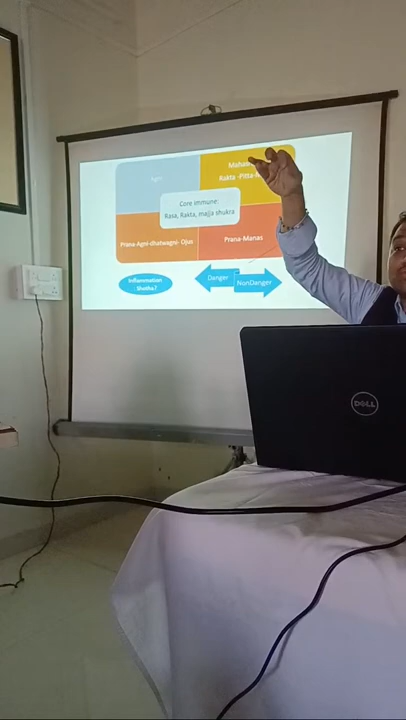 Agni
Rakta -Pitta-
Core Immune:
Rasa, Rakta, majja shukra
Prana-Agni-dhatwagni- Ojus
Prana-Manas
Inflammation
Shotha?
Danger
NonDanger
DELL